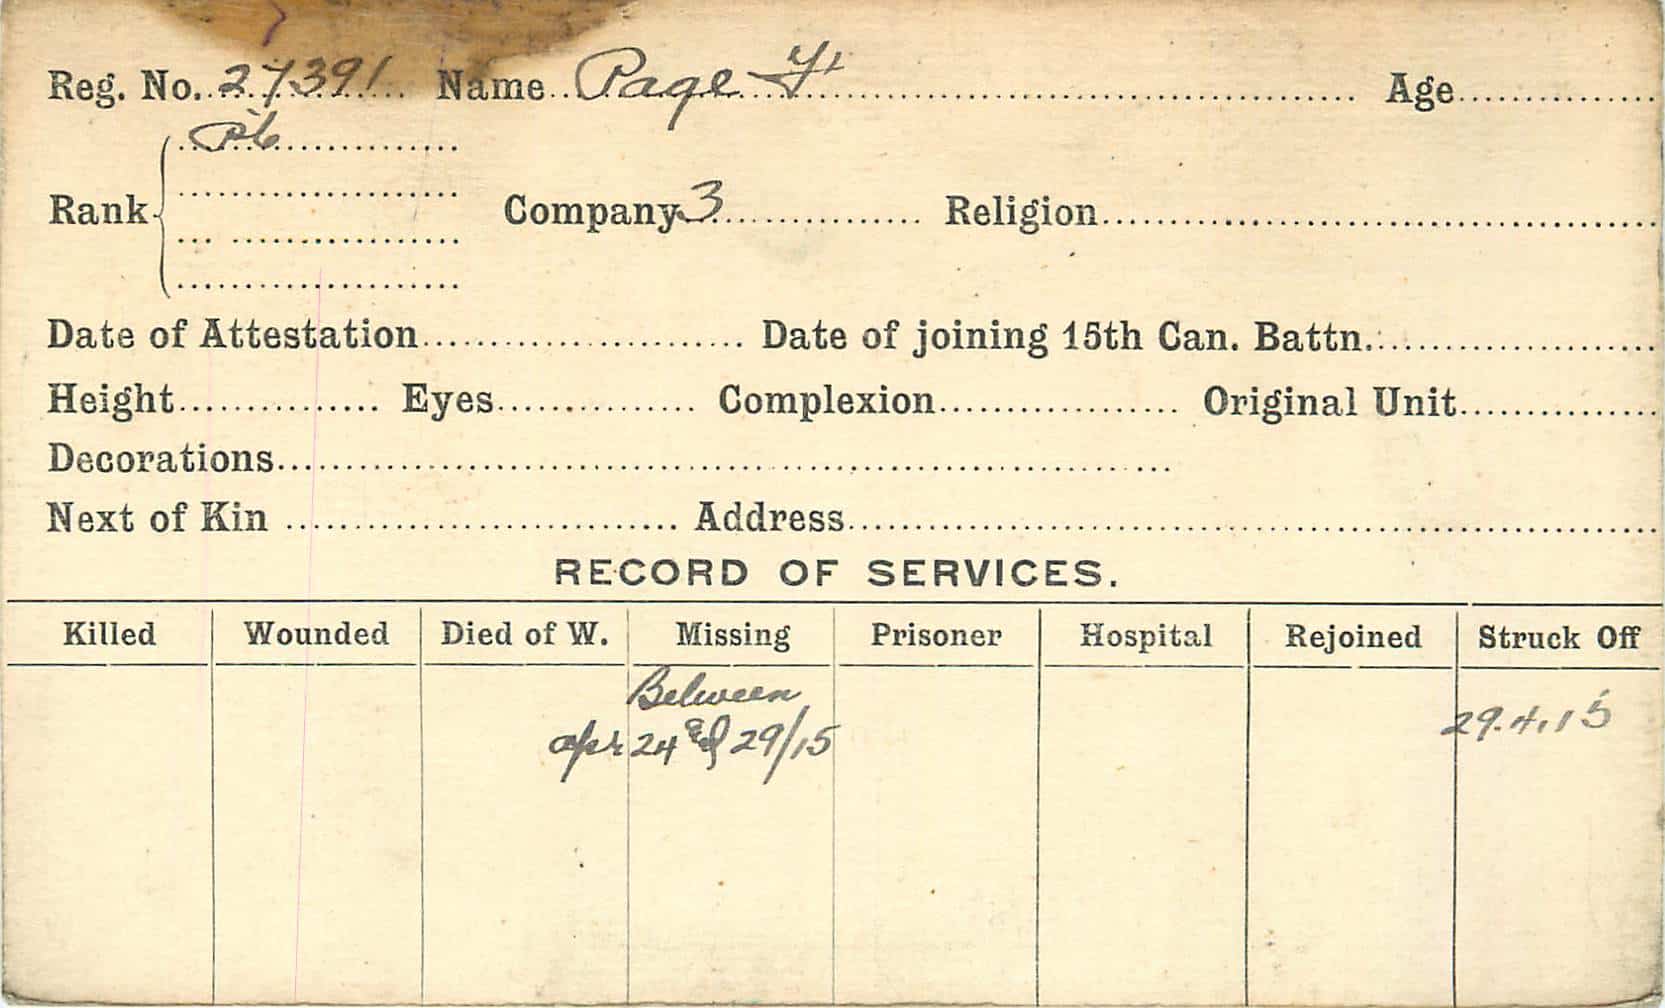 Reg. No. 27391 Name Page F. Age
Pte
Rank Company 3 Religion
Date of Attestation Date of joining 15th Can. Battn.
Height Eyes Complexion Original Unit
Decorations
Next of Kin Address
RECORD OF SERVICES.
Killed Wounded Died of W. Missing Prisoner Hospital Rejoined Struck Off
Between
apr 24 & 29/15 29.4.15